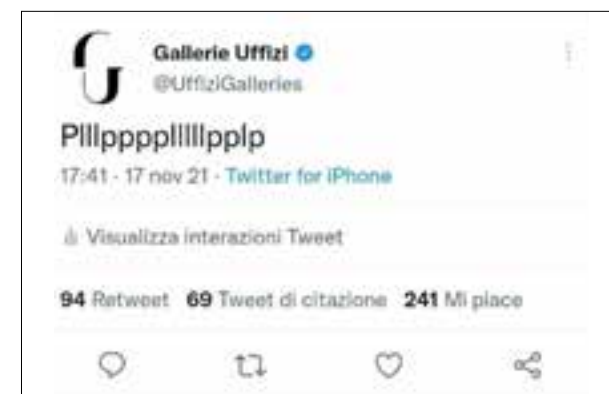 Gallerie Uffizi
@UffiziGalleries
Plllpppplllllpplp
17:41 - 17 nov 21 - Twitter for iPhone
Visualizza interazioni Tweet
94 Retweet 69 Tweet di citazione 241 Mi piace